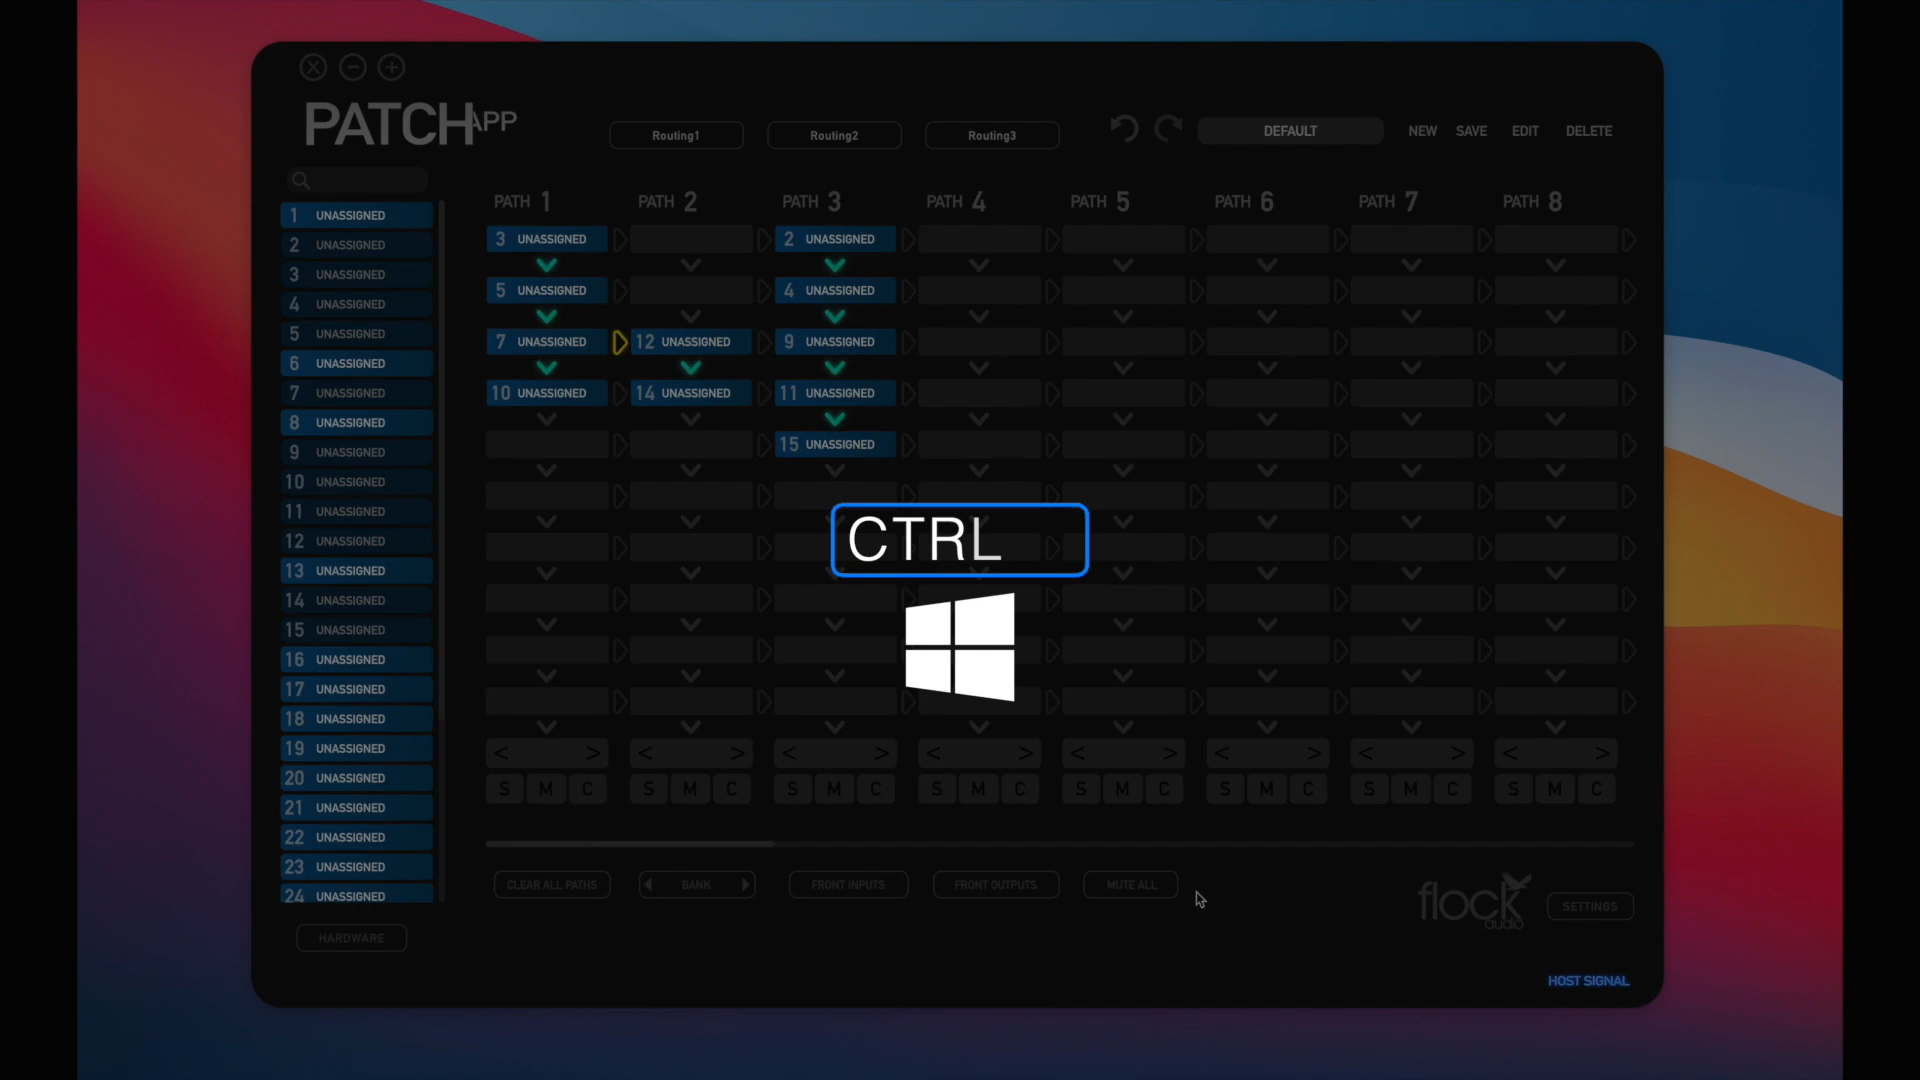 PATCH APP
Routing1 Routing2 Routing3 DEFAULT NEW SAVE EDIT DELETE
PATH 1 PATH 2 PATH 3 PATH 4 PATH 5 PATH 6 PATH 7 PATH 8
1 UNASSIGNED
2 UNASSIGNED
3 UNASSIGNED
4 UNASSIGNED
5 UNASSIGNED
6 UNASSIGNED
7 UNASSIGNED
8 UNASSIGNED
9 UNASSIGNED
10 UNASSIGNED
11 UNASSIGNED
12 UNASSIGNED
13 UNASSIGNED
14 UNASSIGNED
15 UNASSIGNED
16 UNASSIGNED
17 UNASSIGNED
18 UNASSIGNED
19 UNASSIGNED
20 UNASSIGNED
21 UNASSIGNED
22 UNASSIGNED
23 UNASSIGNED
24 UNASSIGNED
HARDWARE
3 UNASSIGNED 2 UNASSIGNED
5 UNASSIGNED 4 UNASSIGNED
7 UNASSIGNED 12 UNASSIGNED 9 UNASSIGNED
10 UNASSIGNED 14 UNASSIGNED 11 UNASSIGNED
15 UNASSIGNED
CTRL
< > < > < > < > < > < > < > < >
S M C S M C S M C S M C S M C S M C S M C S M C
CLEAR ALL PATHS BANK FRONT INPUTS FRONT OUTPUTS MUTE ALL
flock audio
SETTINGS
HOST SIGNAL